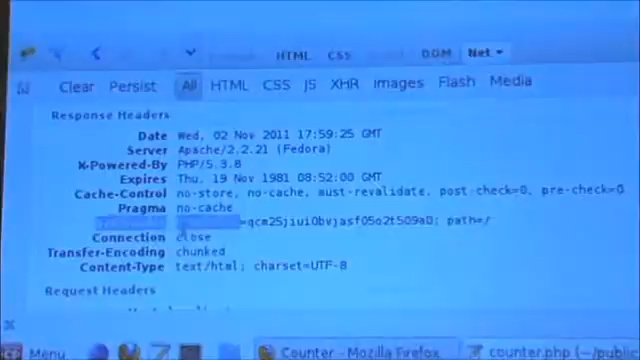 HTML CSS DOM Net
Clear Persist All HTML CSS JS XHR Images Flash Media
Response Headers
Date Wed, 02 Nov 2011 17:59:25 GMT
Server Apache/2.2.21 (Fedora)
X-Powered-By PHP/5.3.8
Expires Thu, 19 Nov 1981 08:52:00 GMT
Cache-Control no-store, no-cache, must-revalidate, post-check=0, pre-check=0
Pragma no-cache
=qcm25jiui0bvjasf05o2t509a0; path=/
Connection close
Transfer-Encoding chunked
Content-Type text/html; charset=UTF-8
Request Headers
Menu Counter - Mozilla Firefox counter.php (~/public